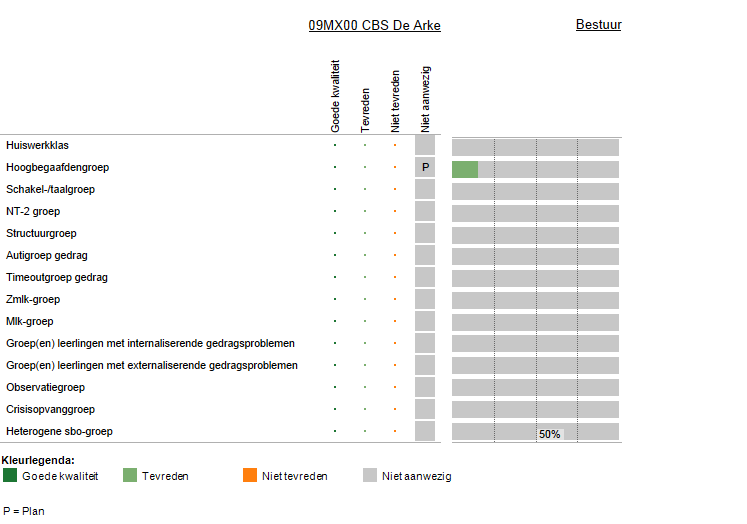 09MX00 CBS De Arke Bestuur
Goede kwaliteit
Tevreden
Niet tevreden
Niet aanwezig
Huiswerkklas
Hoogbegaafdengroep P
Schakel-/taalgroep
NT-2 groep
Structuurgroep
Autigroep gedrag
Timeoutgroep gedrag
Zmlk-groep
Mlk-groep
Groep(en) leerlingen met internaliserende gedragsproblemen
Groep(en) leerlingen met externaliserende gedragsproblemen
Observatiegroep
Crisisopvanggroep
Heterogene sbo-groep 50%
Kleurlegenda:
Goede kwaliteit Tevreden Niet tevreden Niet aanwezig
P = Plan